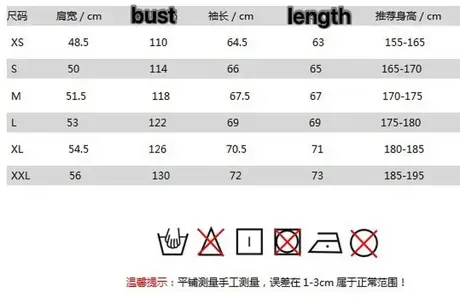 尺码 肩宽 / cm bust 袖长 / cm length 推荐身高 / cm
XS 48.5 110 64.5 63 155-165
S 50 114 66 65 165-170
M 51.5 118 67.5 67 170-175
L 53 122 69 69 175-180
XL 54.5 126 70.5 71 180-185
XXL 56 130 72 73 185-195
温馨提示：平铺测量手工测量，误差在 1-3cm 属于正常范围！